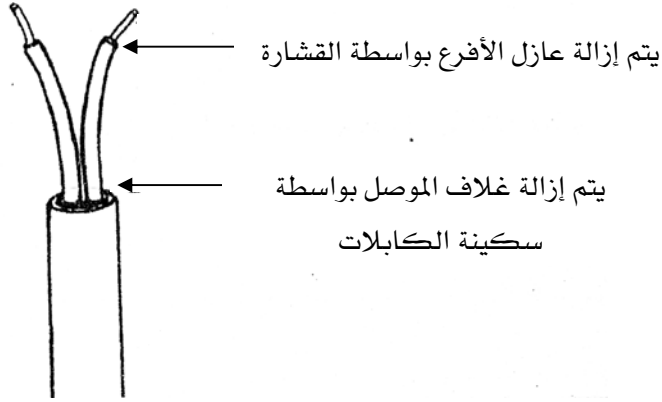 يتم إزالة عازل الأفرع بواسطة القشارة
يتم إزالة غلاف الموصل بواسطة
سكينة الكابلات